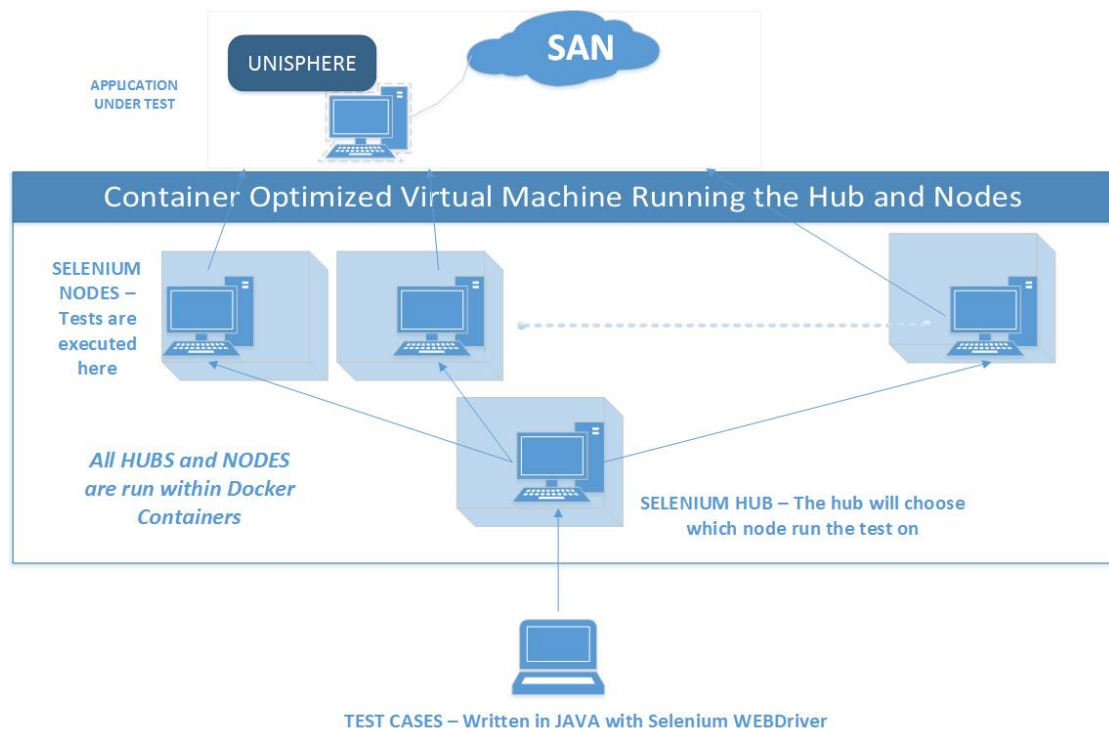 UNISPHERE
SAN
APPLICATION
UNDER TEST
Container Optimized Virtual Machine Running the Hub and Nodes
SELENIUM
NODES –
Tests are
executed
here
All HUBS and NODES
are run within Docker
Containers
SELENIUM HUB – The hub will choose
which node run the test on
TEST CASES – Written in JAVA with Selenium WEBDriver